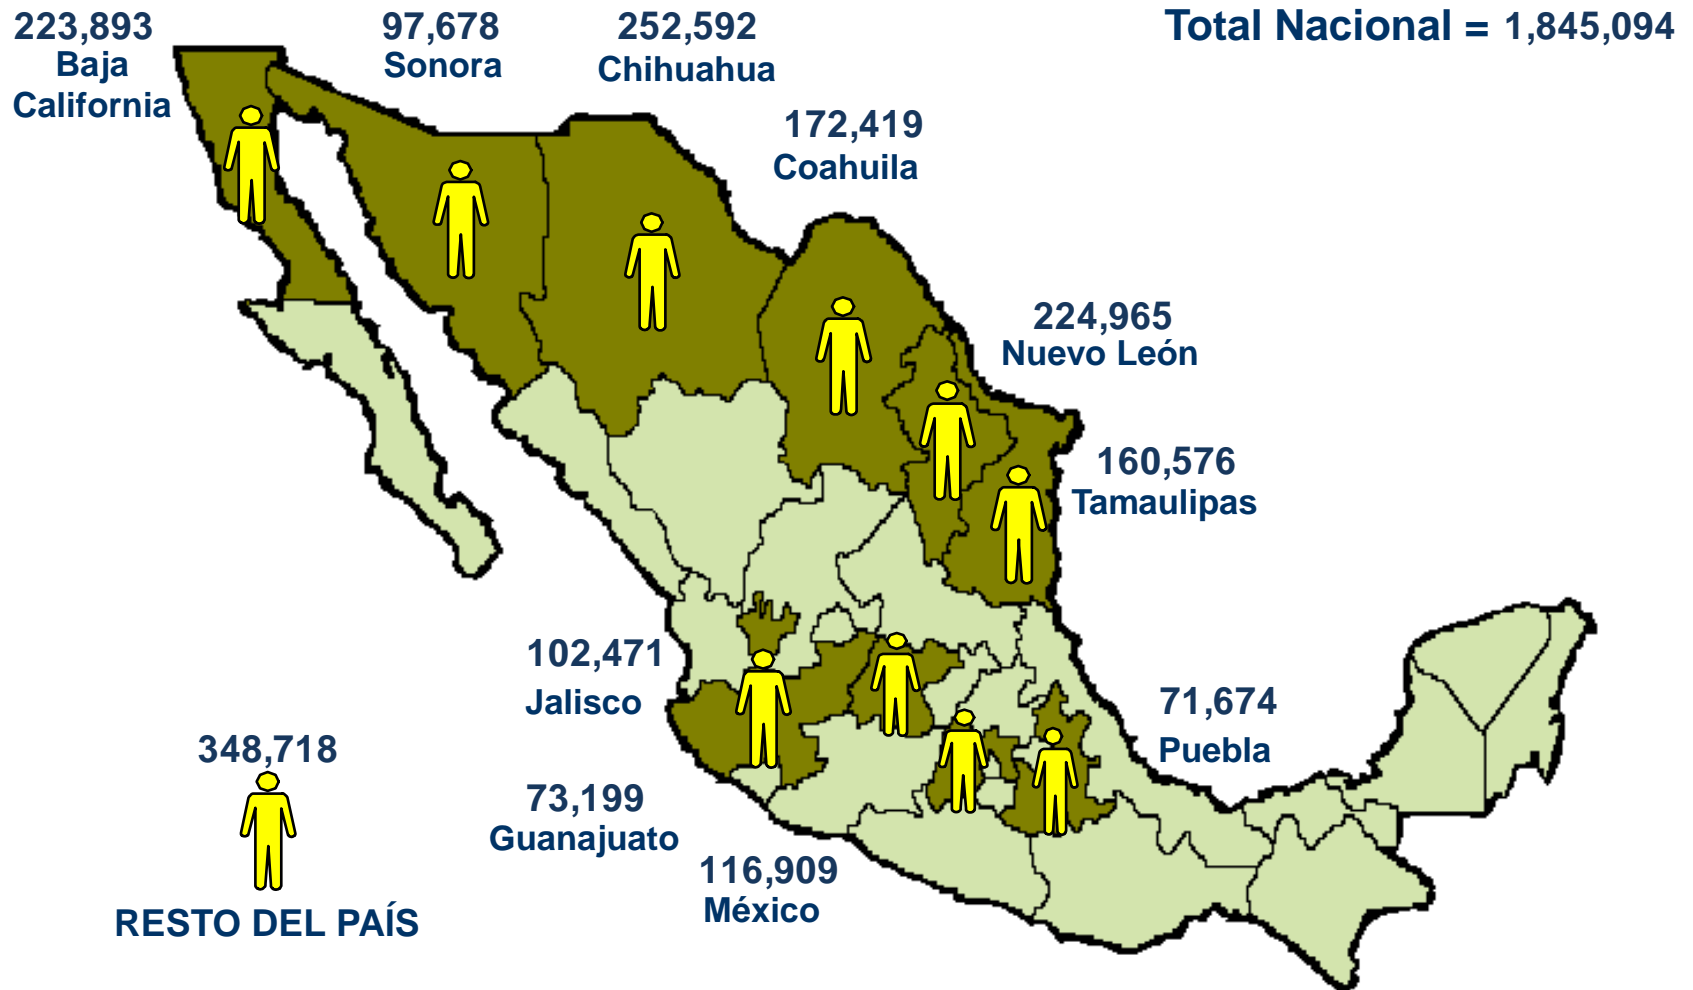 223,893
Baja
California
97,678
Sonora
252,592
Chihuahua
Total Nacional = 1,845,094
172,419
Coahuila
224,965
Nuevo León
160,576
Tamaulipas
102,471
Jalisco
71,674
Puebla
348,718
RESTO DEL PAÍS
73,199
Guanajuato
116,909
México